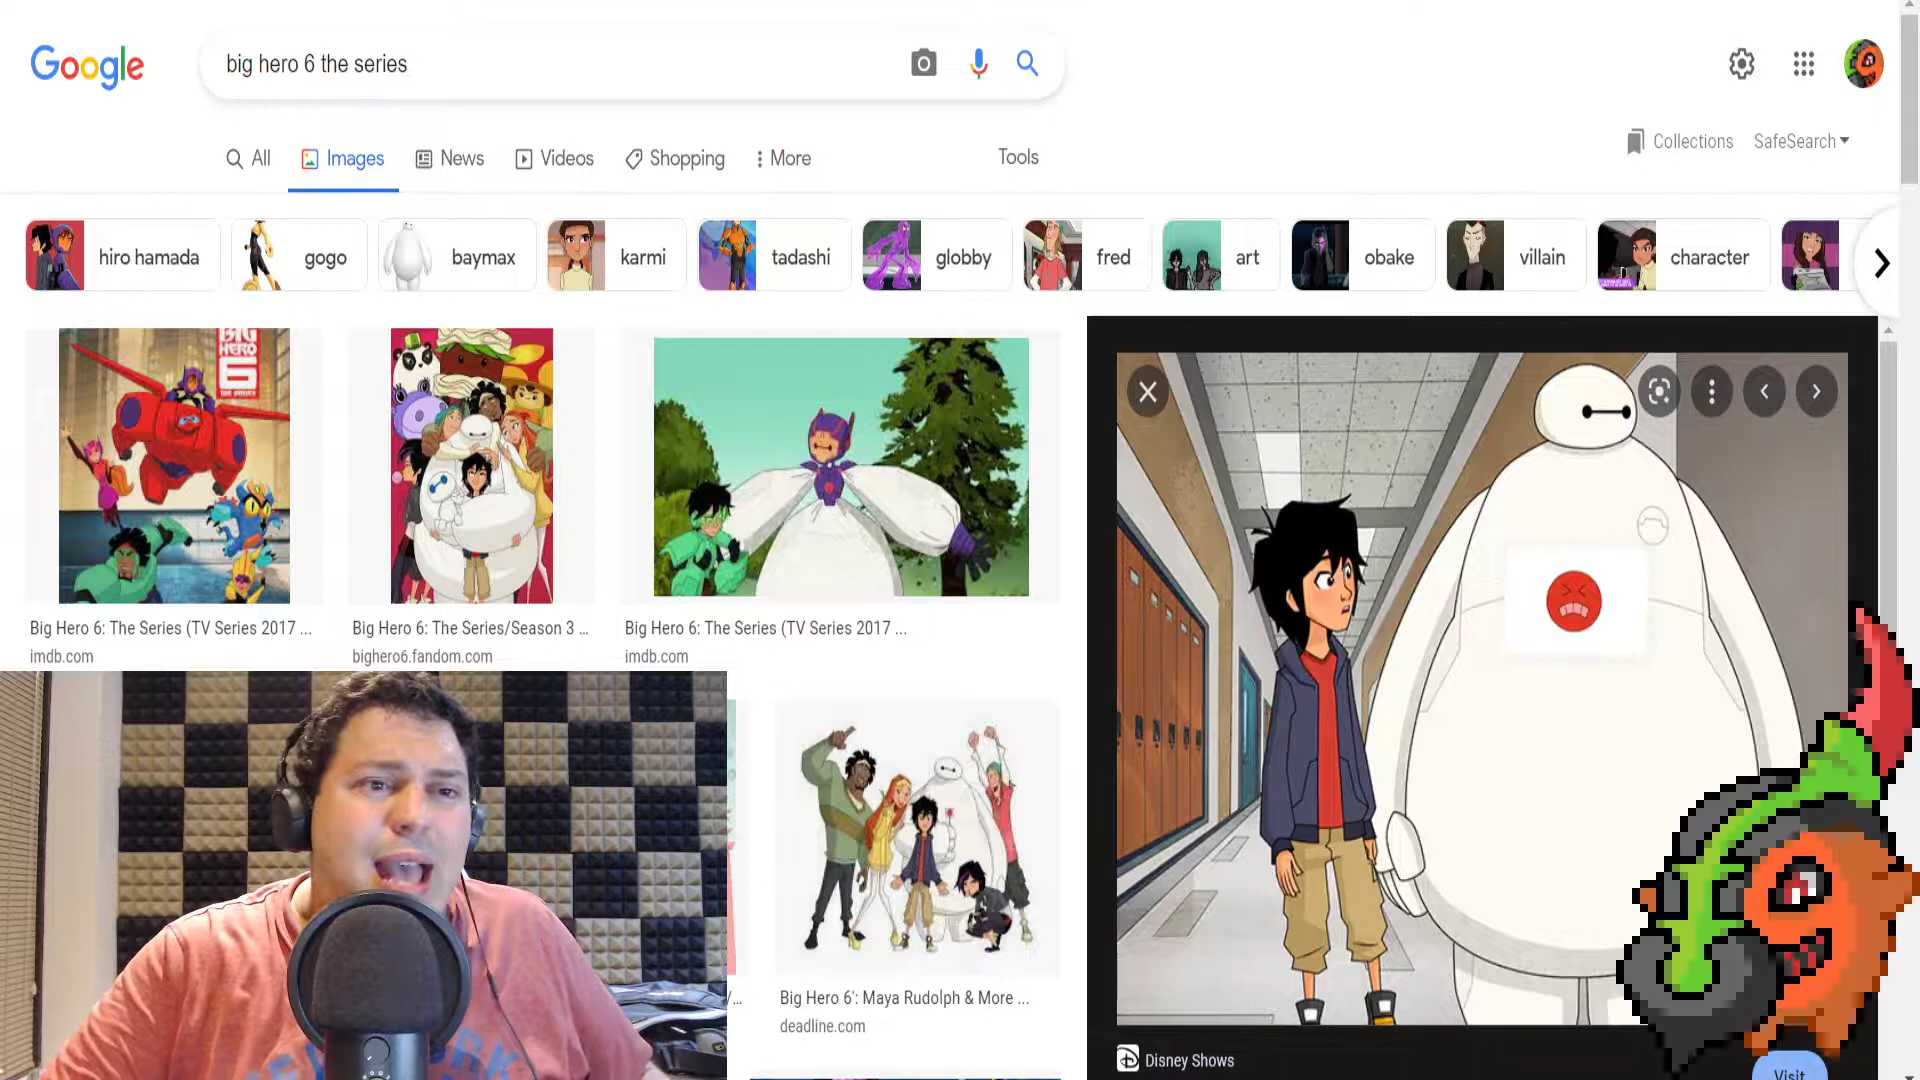 Google
big hero 6 the series
All
Images
News
Videos
Shopping
More
Tools
Collections
SafeSearch
hiro hamada
gogo
baymax
karmi
tadashi
globby
fred
art
obake
villain
character
BIG
HERO
6
Big Hero 6: The Series (TV Series 2017 ...
imdb.com
Big Hero 6: The Series/Season 3 ...
bighero6.fandom.com
Big Hero 6: The Series (TV Series 2017 ...
imdb.com
/...
Big Hero 6': Maya Rudolph & More ...
deadline.com
Disney Shows
Visit